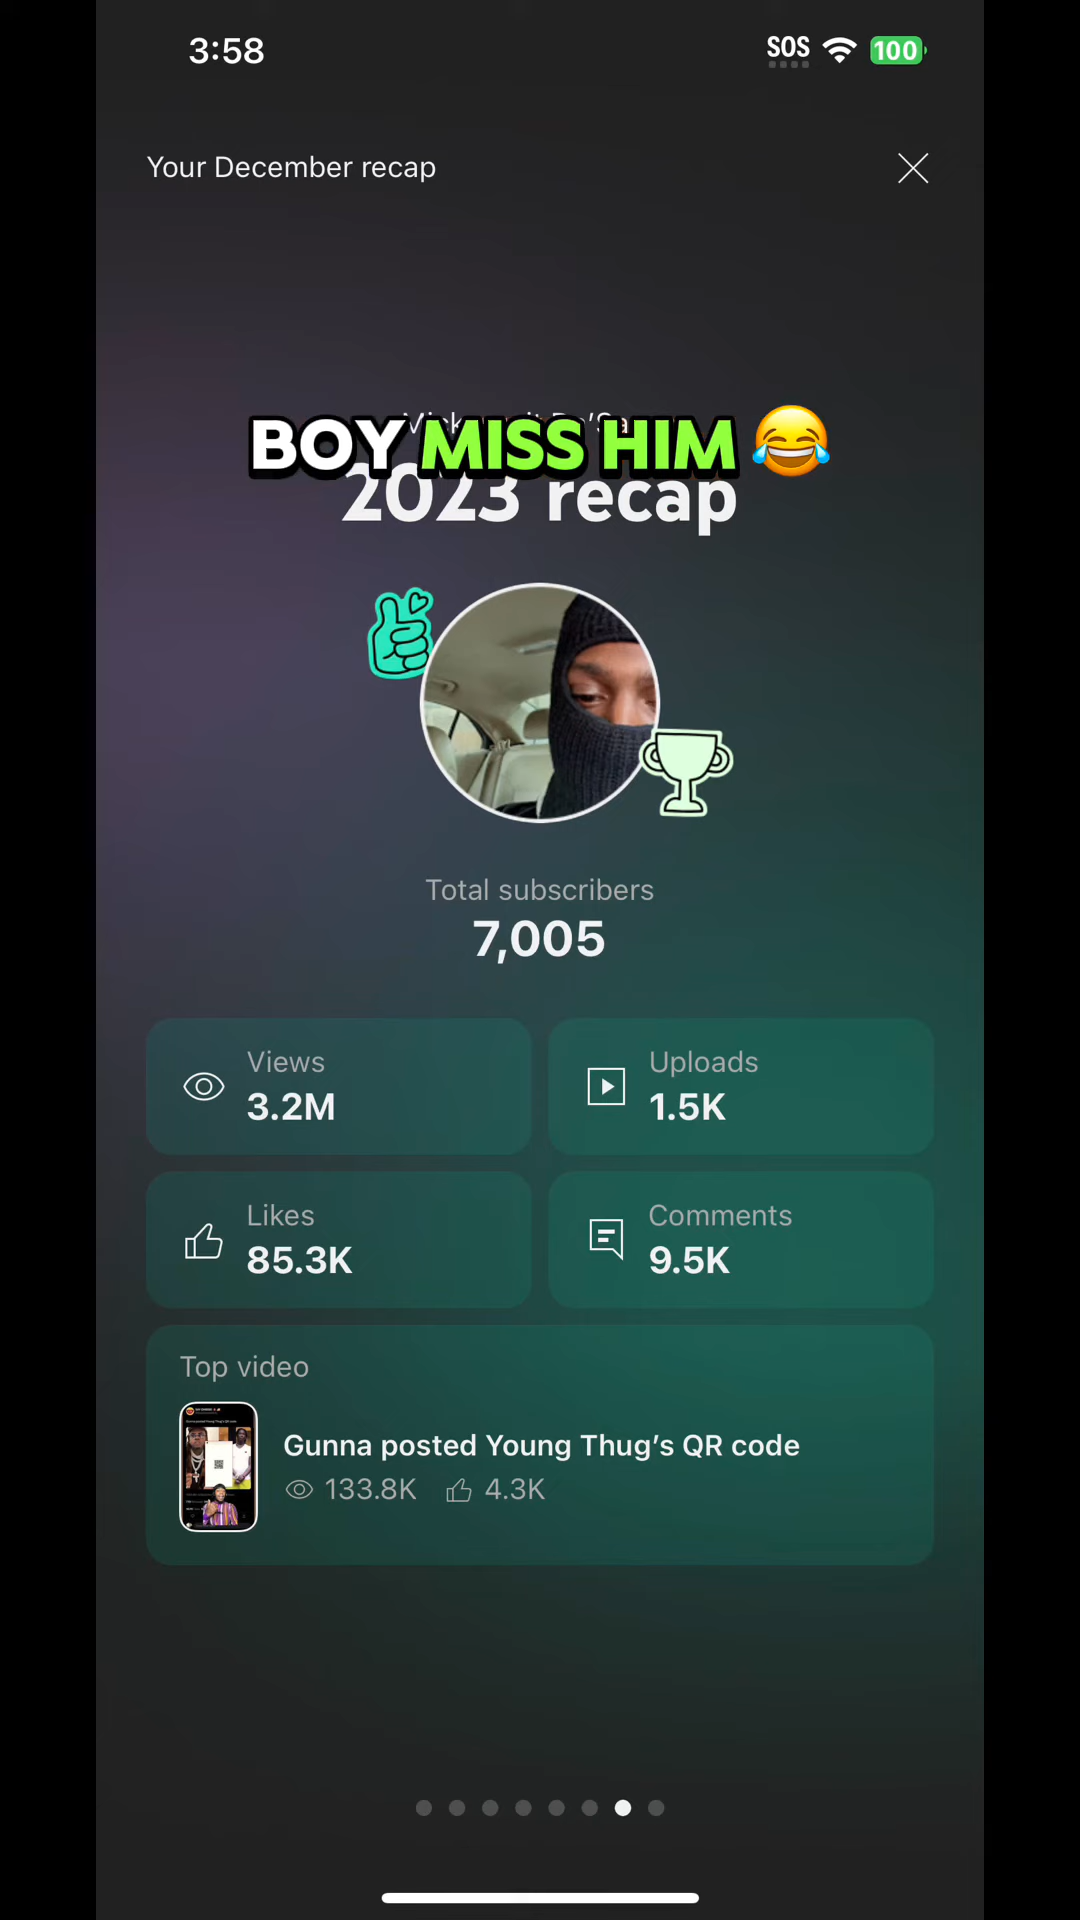 3:58
SOS
100
Your December recap
BOY MISS HIM 😂
2023 recap
Total subscribers
7,005
Views
3.2M
Uploads
1.5K
Likes
85.3K
Comments
9.5K
Top video
Gunna posted Young Thug’s QR code
133.8K 4.3K